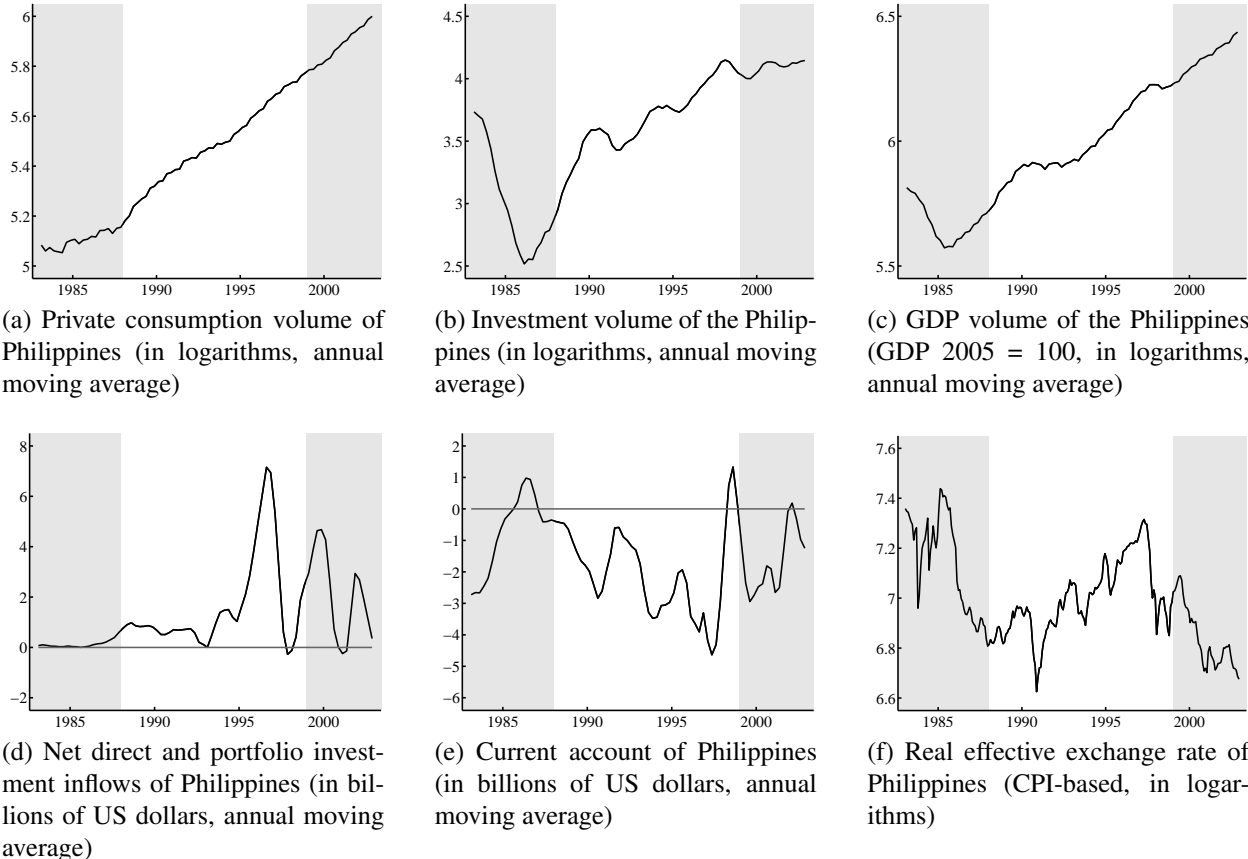 6
5.8
5.6
5.4
5.2
5
1985 1990 1995 2000
(a) Private consumption volume of
Philippines (in logarithms, annual
moving average)
4.5
4
3.5
3
2.5
1985 1990 1995 2000
(b) Investment volume of the Philip-
pines (in logarithms, annual moving
average)
6.5
6
5.5
1985 1990 1995 2000
(c) GDP volume of the Philippines
(GDP 2005 = 100, in logarithms,
annual moving average)
8
6
4
2
0
−2
1985 1990 1995 2000
(d) Net direct and portfolio invest-
ment inflows of Philippines (in bil-
lions of US dollars, annual moving
average)
2
1
0
−1
−2
−3
−4
−5
−6
1985 1990 1995 2000
(e) Current account of Philippines
(in billions of US dollars, annual
moving average)
7.6
7.4
7.2
7
6.8
6.6
1985 1990 1995 2000
(f) Real effective exchange rate of
Philippines (CPI-based, in logar-
ithms)